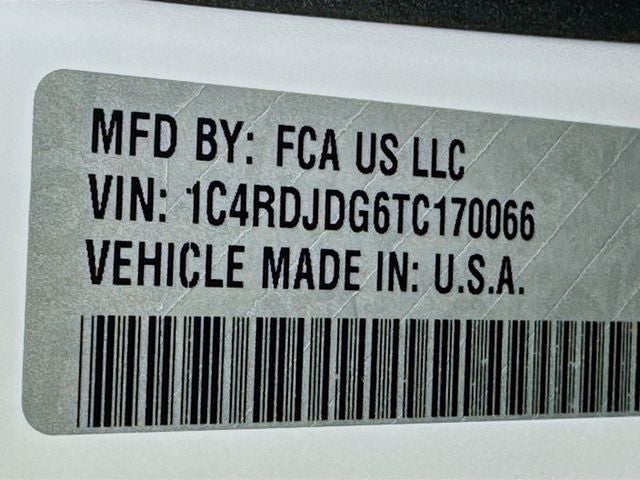 MFD BY: FCA US LLC
VIN: 1C4RDJDG6TC170066
VEHICLE MADE IN: U.S.A.